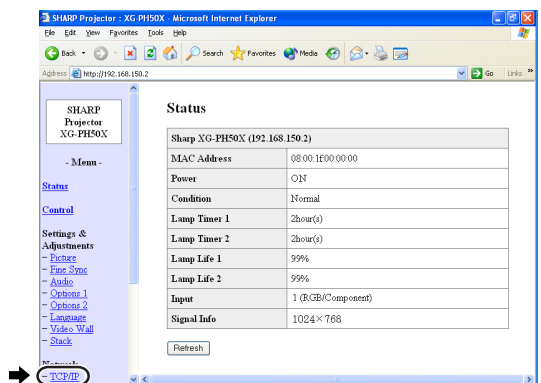 SHARP Projector : XG-PH50X - Microsoft Internet Explorer
File Edit View Favorites Tools Help
Back Search Favorites Media
Address http://192.168.150.2 Go Links »
SHARP
Projector
XG-PH50X
- Menu -
Status
Control
Settings &
Adjustments
- Picture
- Fine Sync
- Audio
- Options 1
- Options 2
- Language
- Video Wall
- Stack
Network
- TCP/IP
Status
Sharp XG-PH50X (192.168.150.2)
MAC Address 08:00:1f:00:00:00
Power ON
Condition Normal
Lamp Timer 1 2hour(s)
Lamp Timer 2 2hour(s)
Lamp Life 1 99%
Lamp Life 2 99%
Input 1 (RGB/Component)
Signal Info 1024×768
Refresh